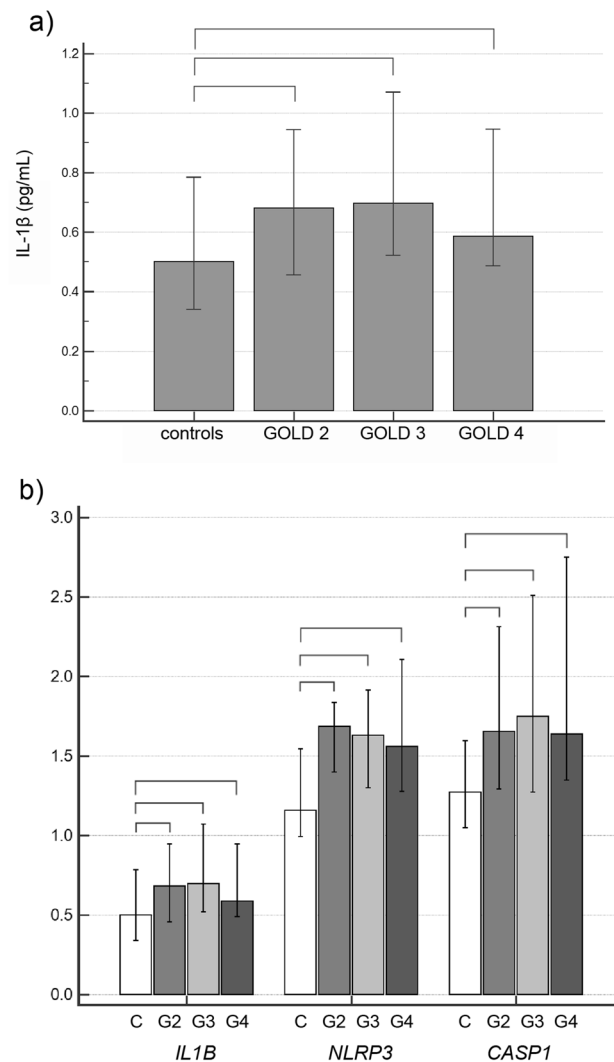 a)
1.2
1.0
0.8
0.6
0.4
0.2
0.0
IL-1β (pg/mL)
controls GOLD 2 GOLD 3 GOLD 4
b)
3.0
2.5
2.0
1.5
1.0
0.5
0.0
C G2 G3 G4 C G2 G3 G4 C G2 G3 G4
IL1B NLRP3 CASP1